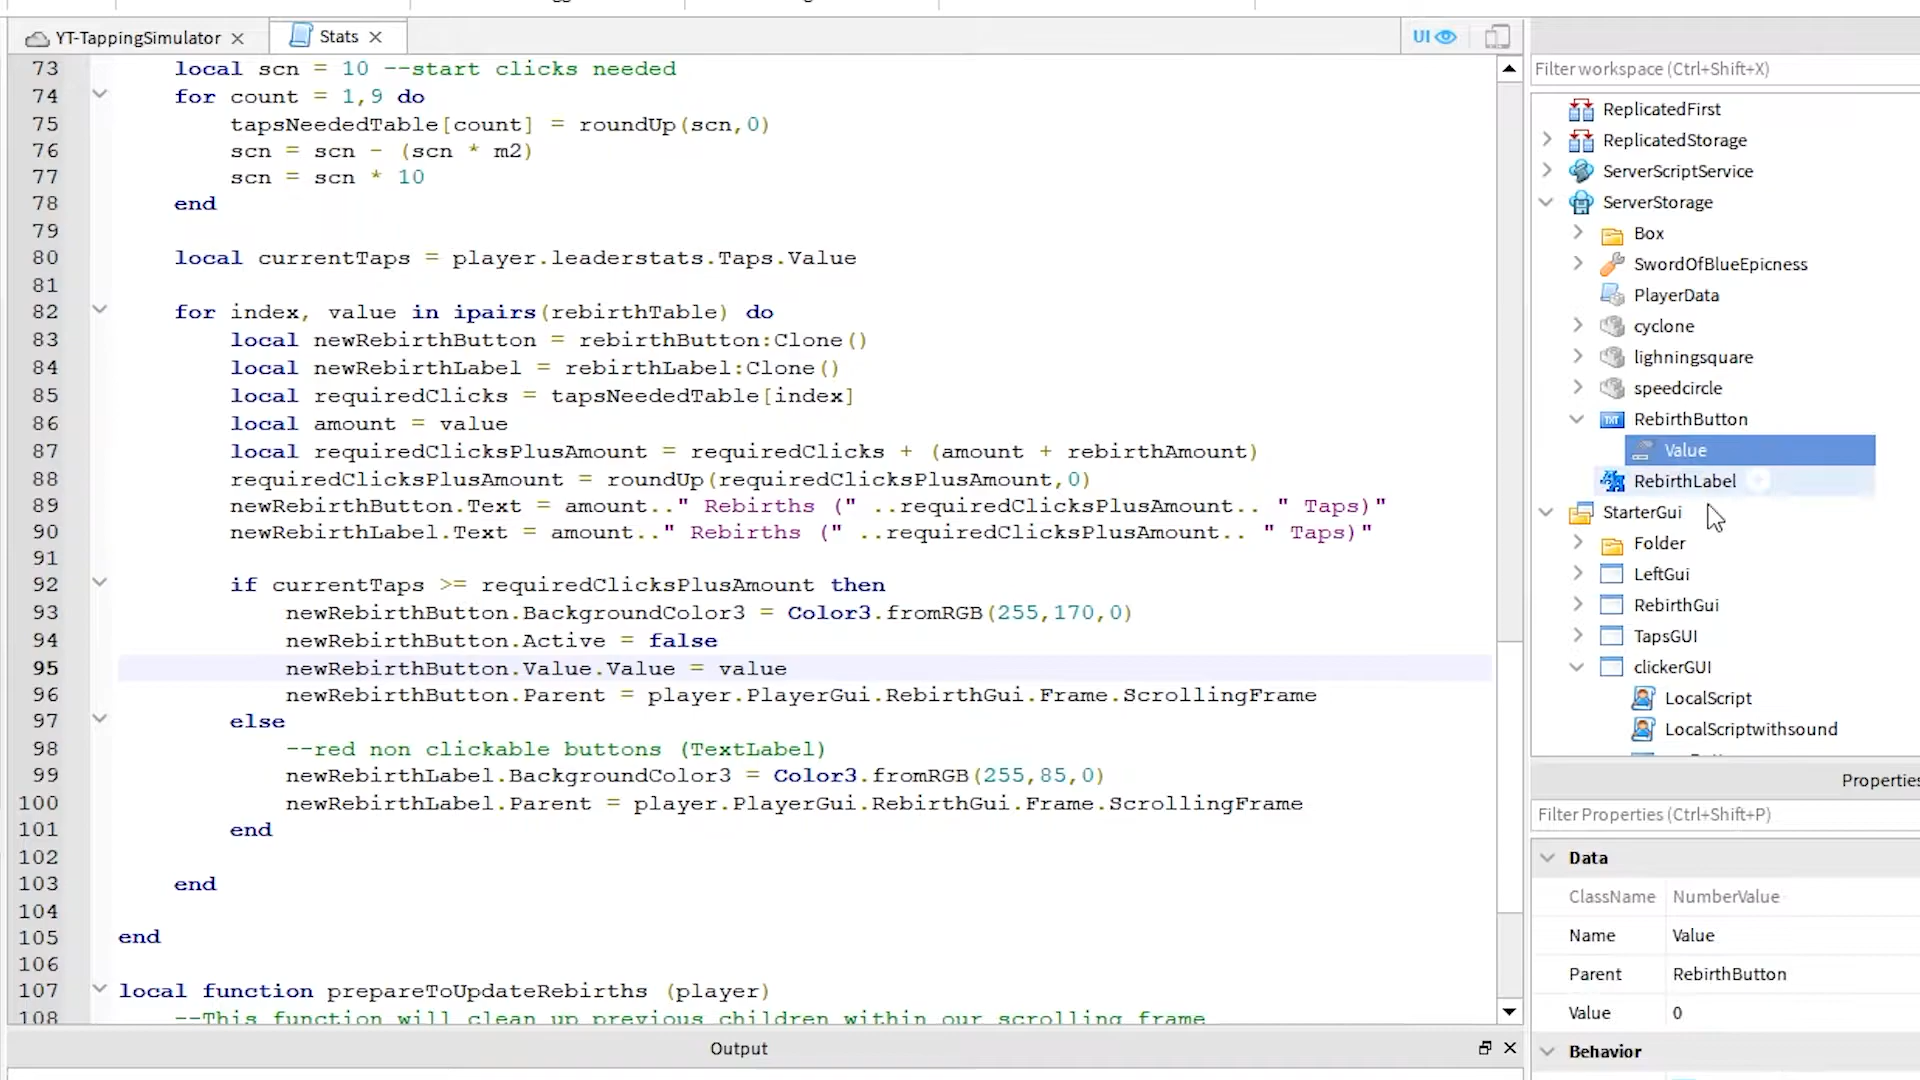 YT-TappingSimulator
Stats
UI
73 local scn = 10 --start clicks needed
74 for count = 1,9 do
75 tapsNeededTable[count] = roundUp(scn,0)
76 scn = scn - (scn * m2)
77 scn = scn * 10
78 end
79
80 local currentTaps = player.leaderstats.Taps.Value
81
82 for index, value in ipairs(rebirthTable) do
83 local newRebirthButton = rebirthButton:Clone()
84 local newRebirthLabel = rebirthLabel:Clone()
85 local requiredClicks = tapsNeededTable[index]
86 local amount = value
87 local requiredClicksPlusAmount = requiredClicks + (amount + rebirthAmount)
88 requiredClicksPlusAmount = roundUp(requiredClicksPlusAmount,0)
89 newRebirthButton.Text = amount.." Rebirths (" ..requiredClicksPlusAmount.. " Taps)"
90 newRebirthLabel.Text = amount.." Rebirths (" ..requiredClicksPlusAmount.. " Taps)"
91
92 if currentTaps >= requiredClicksPlusAmount then
93 newRebirthButton.BackgroundColor3 = Color3.fromRGB(255,170,0)
94 newRebirthButton.Active = false
95 newRebirthButton.Value.Value = value
96 newRebirthButton.Parent = player.PlayerGui.RebirthGui.Frame.ScrollingFrame
97 else
98 --red non clickable buttons (TextLabel)
99 newRebirthLabel.BackgroundColor3 = Color3.fromRGB(255,85,0)
100 newRebirthLabel.Parent = player.PlayerGui.RebirthGui.Frame.ScrollingFrame
101 end
102
103 end
104
105 end
106
107 local function prepareToUpdateRebirths (player)
108 --This function will clean up previous children within our scrolling frame
Output
Filter workspace (Ctrl+Shift+X)
ReplicatedFirst
ReplicatedStorage
ServerScriptService
ServerStorage
Box
SwordOfBlueEpicness
PlayerData
cyclone
lighningsquare
speedcircle
RebirthButton
Value
RebirthLabel
StarterGui
Folder
LeftGui
RebirthGui
TapsGUI
clickerGUI
LocalScript
LocalScriptwithsound
Properties
Filter Properties (Ctrl+Shift+P)
Data
ClassName NumberValue
Name Value
Parent RebirthButton
Value 0
Behavior